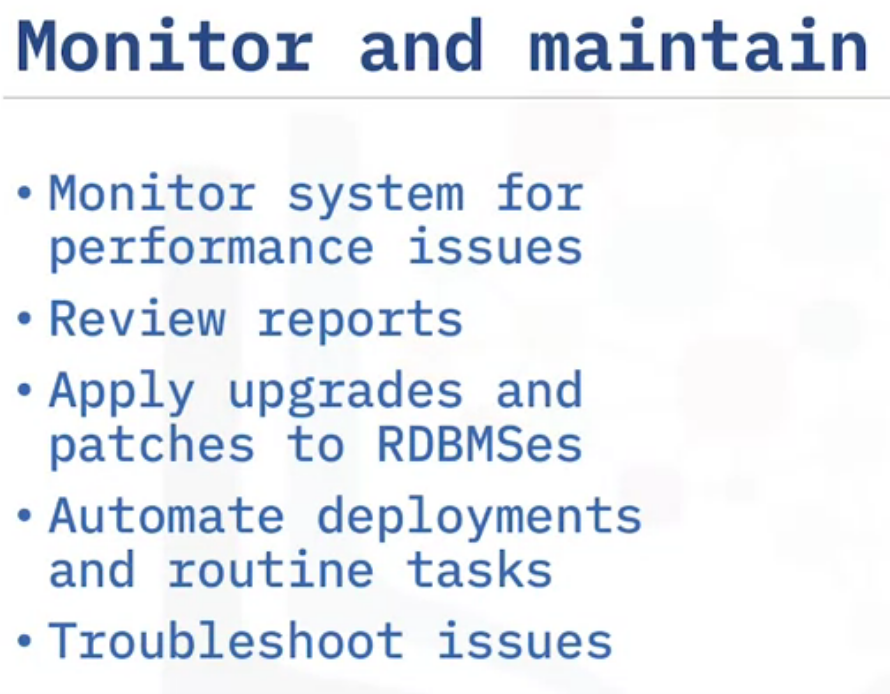 Monitor and maintain
• Monitor system for
performance issues
• Review reports
• Apply upgrades and
patches to RDBMSes
• Automate deployments
and routine tasks
• Troubleshoot issues